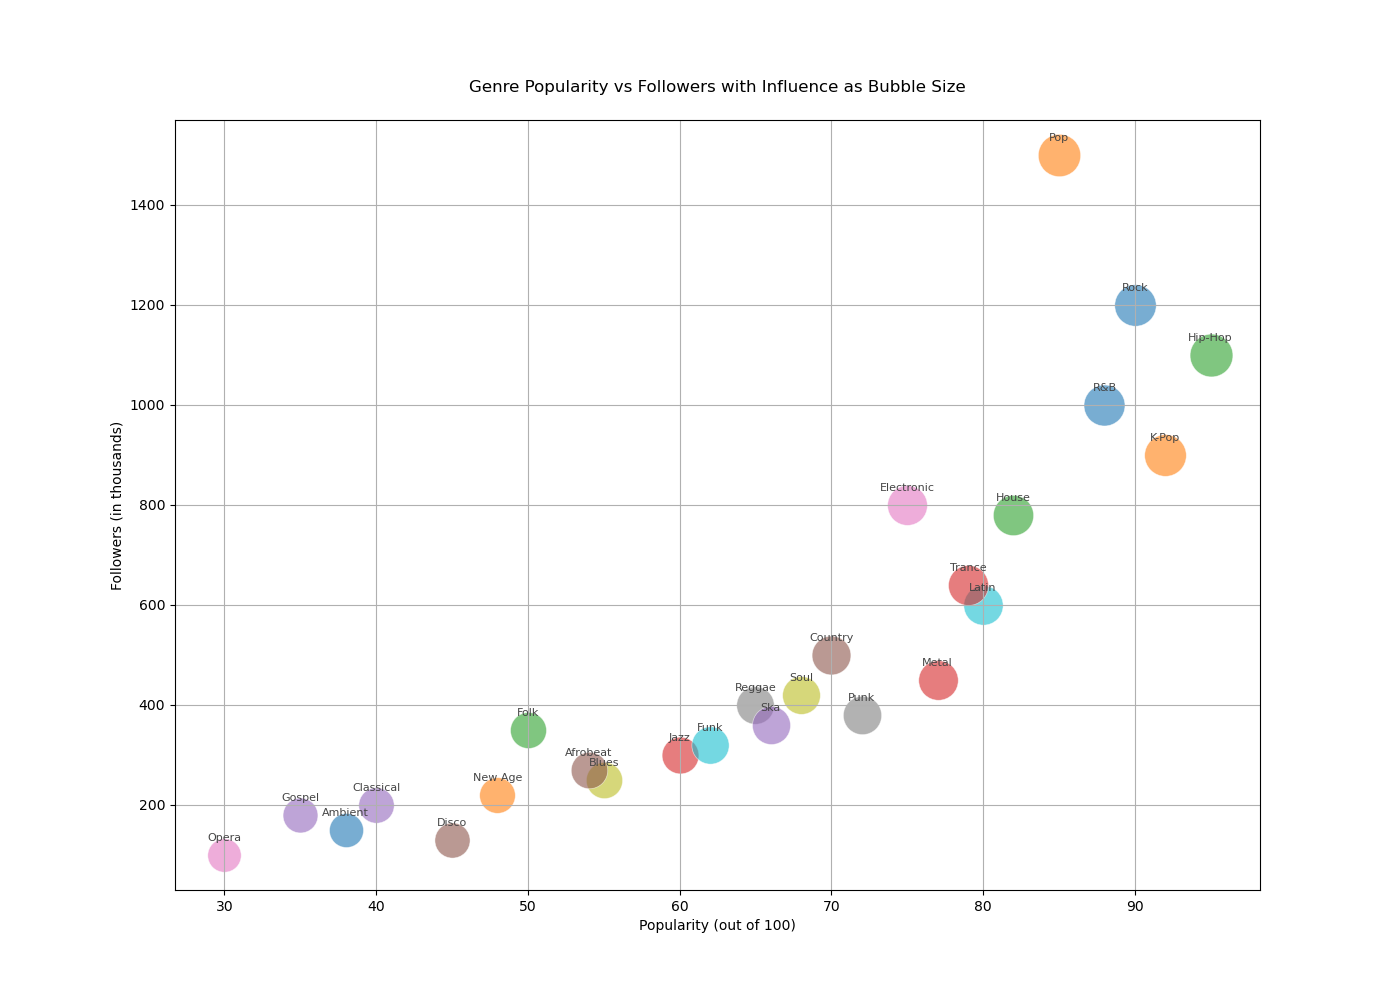 Genre Popularity vs Followers with Influence as Bubble Size
Pop
1400
Rock
1200
Hip-Hop
R&B
1000
K-Pop
Electronic
House
800
Trance
Latin
600
Country
Metal
Soul
Reggae
Punk
Ska
400
Folk
Funk
Jazz
Afrobeat
Blues
New Age
Classical
Gospel
200
Ambient
Disco
Opera
Followers (in thousands)
30 40 50 60 70 80 90
Popularity (out of 100)